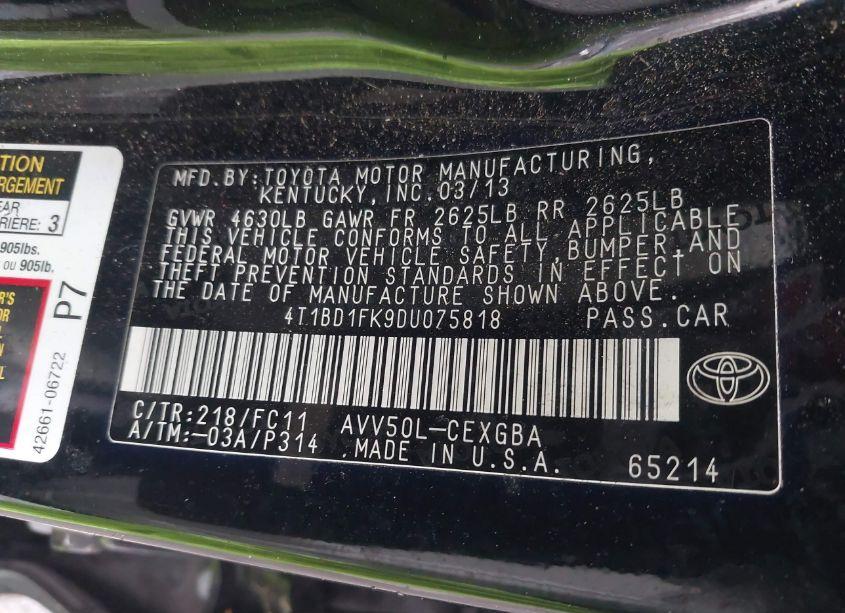 TION
RGEMENT
EAR
RRIÈRE: 3
905lbs.
OU 905lb.
R'S
OR
P7
42661-06722
MFD.BY:TOYOTA MOTOR MANUFACTURING,
KENTUCKY,INC.03/13
GVWR 4630LB GAWR FR 2625LB RR 2625LB
THIS VEHICLE CONFORMS TO ALL APPLICABLE
FEDERAL MOTOR VEHICLE SAFETY,BUMPER,AND
THEFT PREVENTION STANDARDS IN EFFECT ON
THE DATE OF MANUFACTURE SHOWN ABOVE.
4T1BD1FK9DU075818 PASS.CAR
C/TR:218/FC11 AVV50L-CEXGBA
A/TM:-03A/P314 .MADE IN U.S.A.
65214